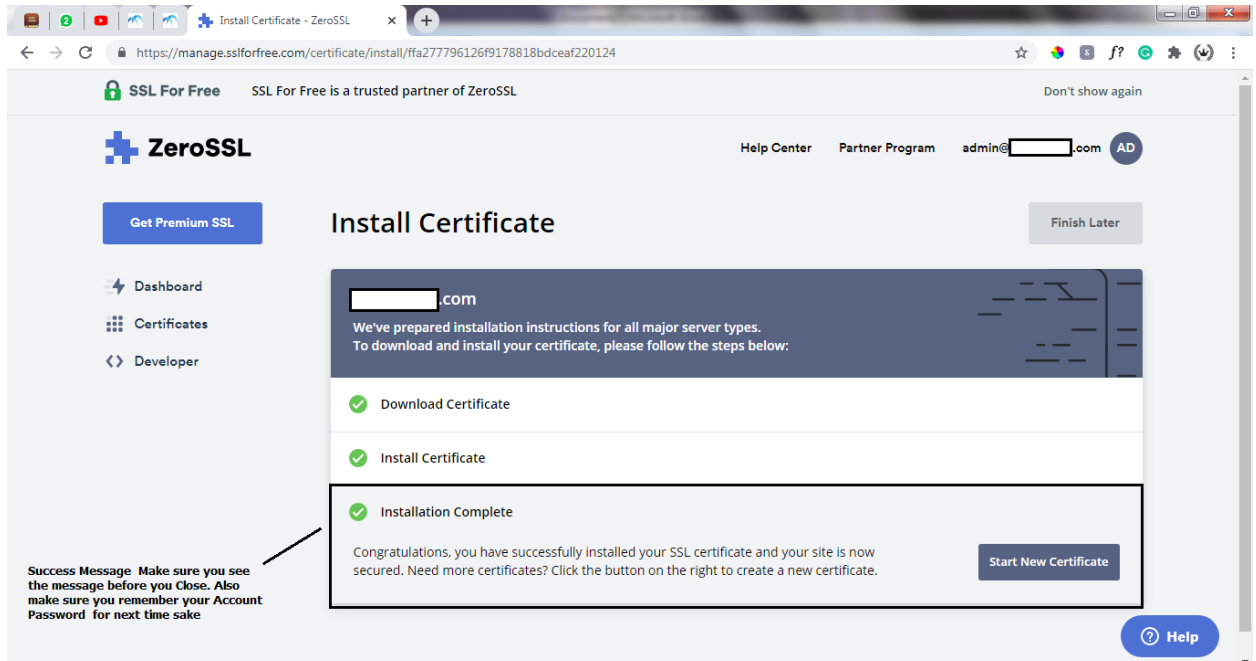 Install Certificate - ZeroSSL
https://manage.sslforfree.com/certificate/install/ffa277796126f9178818bdceaf220124
f?
SSL For Free
SSL For Free is a trusted partner of ZeroSSL
Don't show again
ZeroSSL
Help Center
Partner Program
admin@
.com
AD
Get Premium SSL
Install Certificate
Finish Later
Dashboard
Certificates
Developer
.com
We've prepared installation instructions for all major server types.
To download and install your certificate, please follow the steps below:
Download Certificate
Install Certificate
Installation Complete
Congratulations, you have successfully installed your SSL certificate and your site is now
secured. Need more certificates? Click the button on the right to create a new certificate.
Start New Certificate
Success Message Make sure you see
the message before you Close. Also
make sure you remember your Account
Password for next time sake
Help